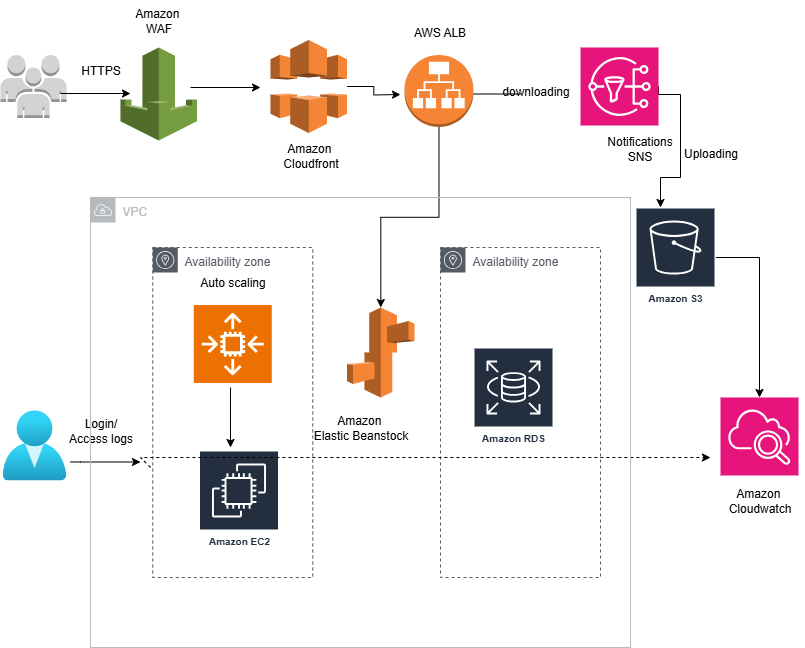 Amazon
WAF
HTTPS
Amazon
Cloudfront
AWS ALB
downloading
Notifications
SNS
Uploading
VPC
Availability zone
Auto scaling
Availability zone
Amazon S3
Amazon
Elastic Beanstock
Amazon RDS
Login/
Access logs
Amazon EC2
Amazon
Cloudwatch